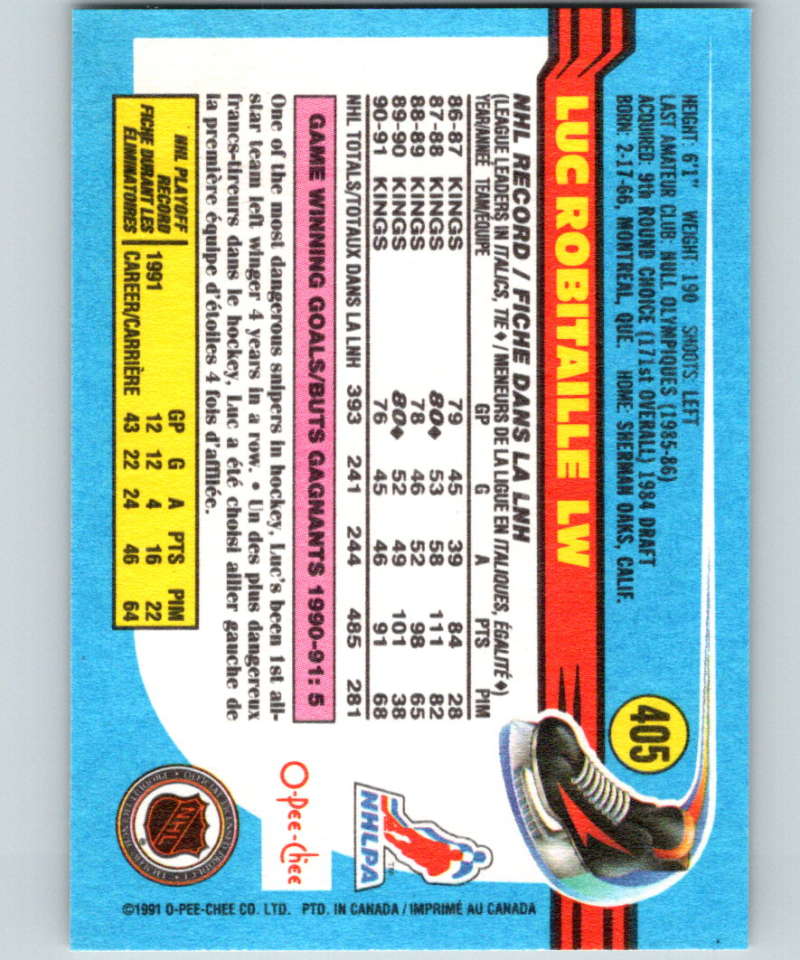 405
HEIGHT: 6'1" WEIGHT: 190 SHOOTS: LEFT
LAST AMATEUR CLUB: HULL OLYMPIQUES (1985-86)
ACQUIRED: 9th ROUND CHOICE (171st OVERALL) 1984 DRAFT
BORN: 2-17-66, MONTREAL, QUE. HOME: SHERMAN OAKS, CALIF.
LUC ROBITAILLE LW
NHL RECORD / FICHE DANS LA LNH
(LEAGUE LEADERS IN ITALICS, TIE ♦ / MENEURS DE LA LIGUE EN ITALIQUES, ÉGALITÉ ♦)
YEAR/ANNÉE TEAM/ÉQUIPE GP G A PTS PIM
86-87 KINGS 79 45 39 84 28
87-88 KINGS 80♦ 53 58 111 82
88-89 KINGS 78 46 52 98 65
89-90 KINGS 80♦ 52 49 101 38
90-91 KINGS 76 45 46 91 68
NHL TOTALS/TOTAUX DANS LA LNH 393 241 244 485 281
GAME WINNING GOALS/BUTS GAGNANTS 1990-91: 5
One of the most dangerous snipers in hockey, Luc's been 1st all-
star team left winger 4 years in a row. • Un des plus dangereux
francs-tireurs dans le hockey, Luc a été choisi ailier gauche de
la première équipe d'étoiles 4 fois d'affilée.
NHL PLAYOFF
RECORD
FICHE DURANT LES
ÉLIMINATOIRES
GP G A PTS PIM
1991 12 12 4 16 22
CAREER/CARRIÈRE 43 22 24 46 64
NHLPA
TM
O-Pee-Chee
NHL
®
©1991 O-PEE-CHEE CO. LTD. PTD. IN CANADA / IMPRIMÉ AU CANADA